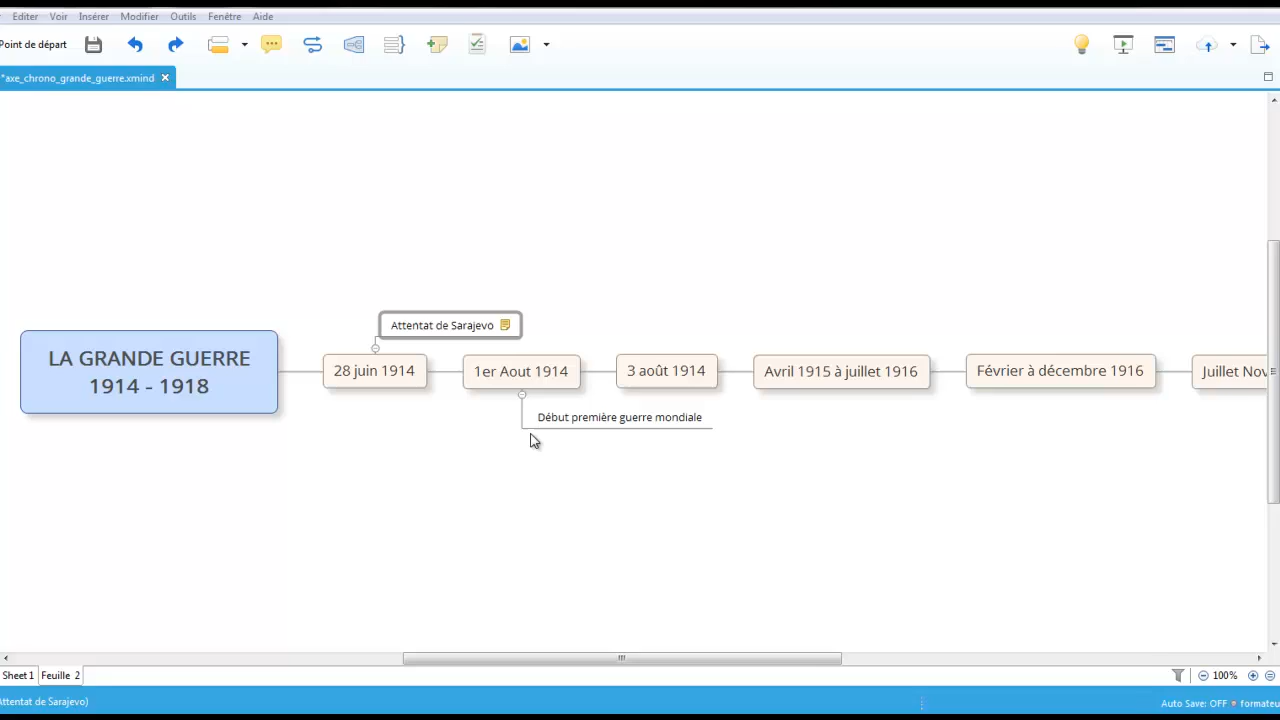 Editer Voir Insérer Modifier Outils Fenêtre Aide
Point de départ
*axe_chrono_grande_guerre.xmind
Attentat de Sarajevo
LA GRANDE GUERRE
1914 - 1918
28 juin 1914
1er Aout 1914
3 août 1914
Avril 1915 à juillet 1916
Février à décembre 1916
Juillet Nov
Début première guerre mondiale
Sheet 1 Feuille 2
100%
Attentat de Sarajevo)
Auto Save: OFF formateu